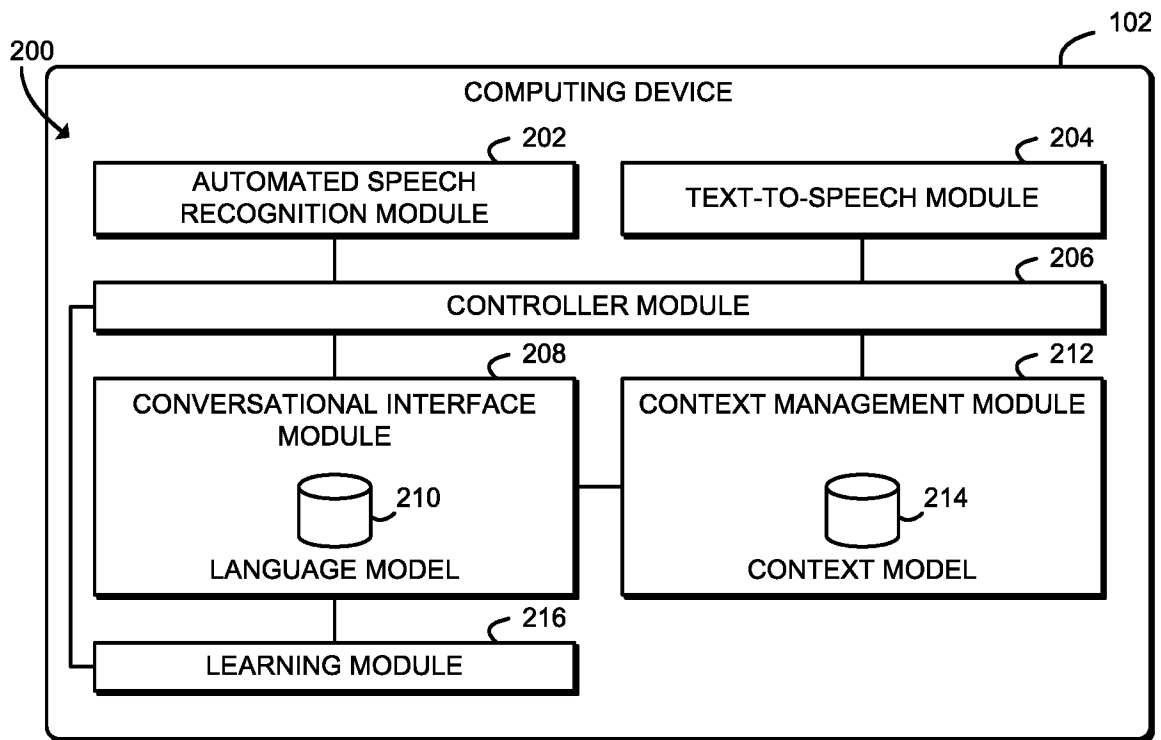 102
200
COMPUTING DEVICE
202
204
AUTOMATED SPEECH
RECOGNITION MODULE
TEXT-TO-SPEECH MODULE
206
CONTROLLER MODULE
208
212
CONVERSATIONAL INTERFACE
MODULE
CONTEXT MANAGEMENT MODULE
210
214
LANGUAGE MODEL
CONTEXT MODEL
216
LEARNING MODULE